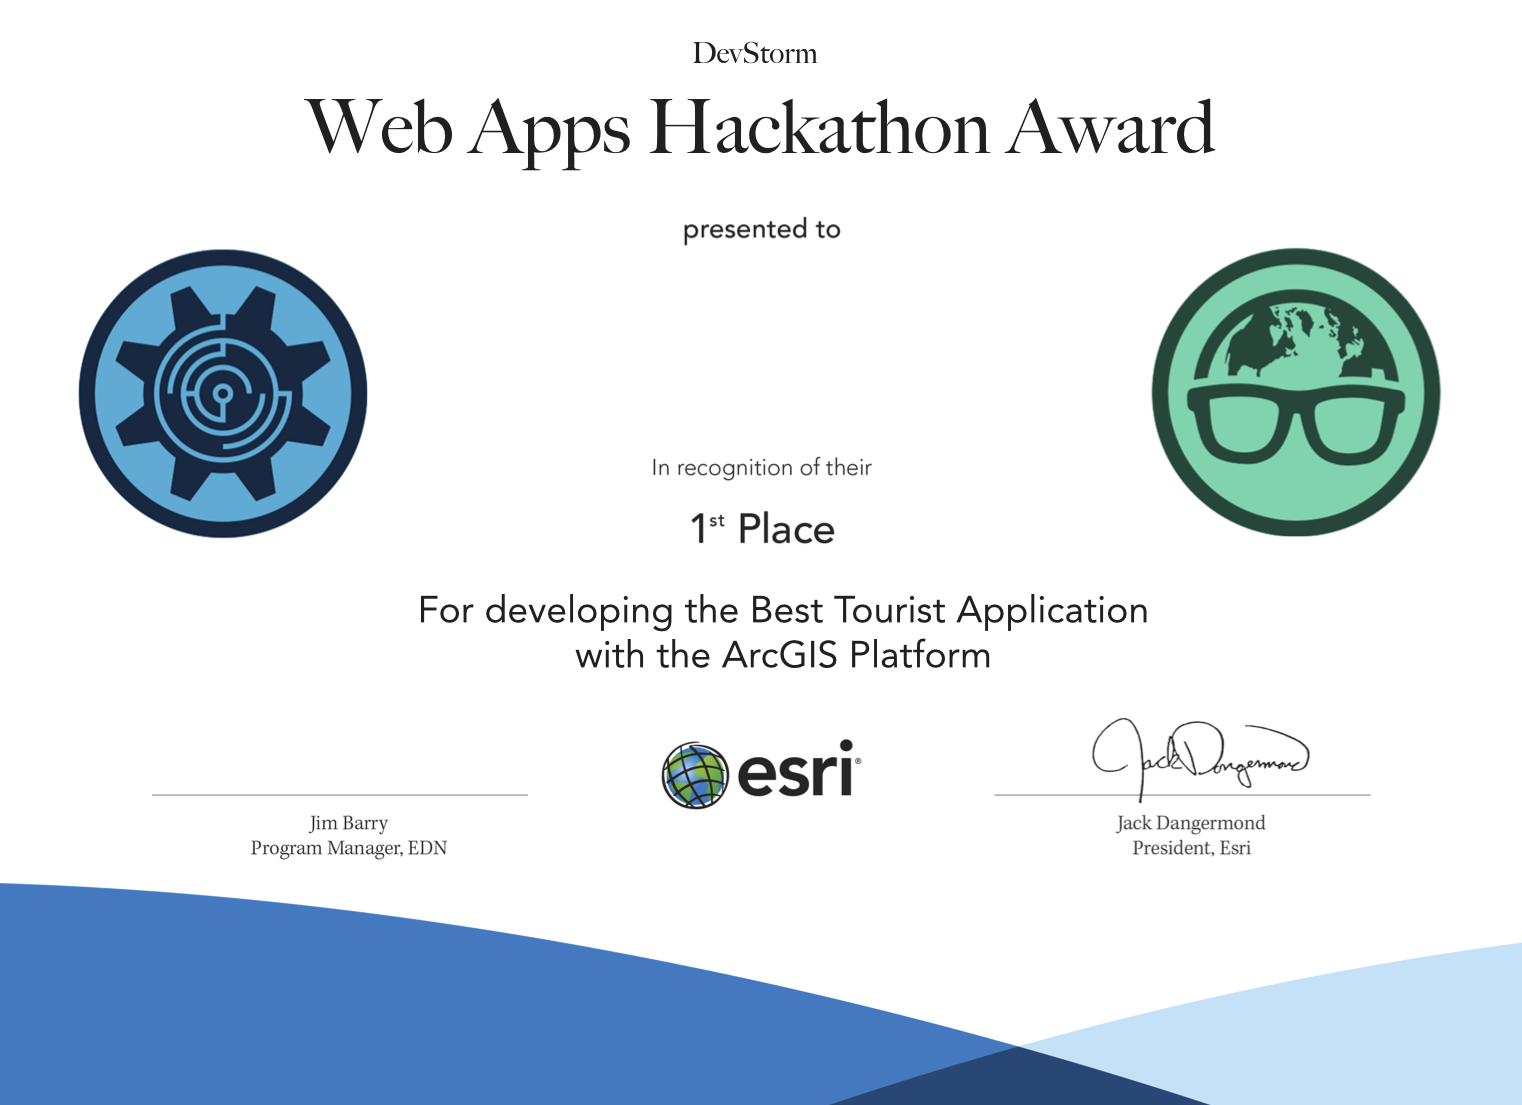 DevStorm
Web Apps Hackathon Award
presented to
In recognition of their
1st Place
For developing the Best Tourist Application
with the ArcGIS Platform
esri®
Jack Dangermond
Jim Barry
Program Manager, EDN
Jack Dangermond
President, Esri